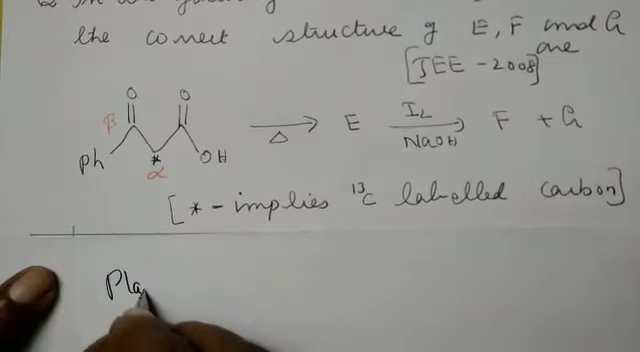 the correct structure of E, F and G
are
[JEE - 2008]
O O
β
Ph * OH
α
Δ E I2 NaOH F + G
[* - implies 13C labelled carbon]
Pla